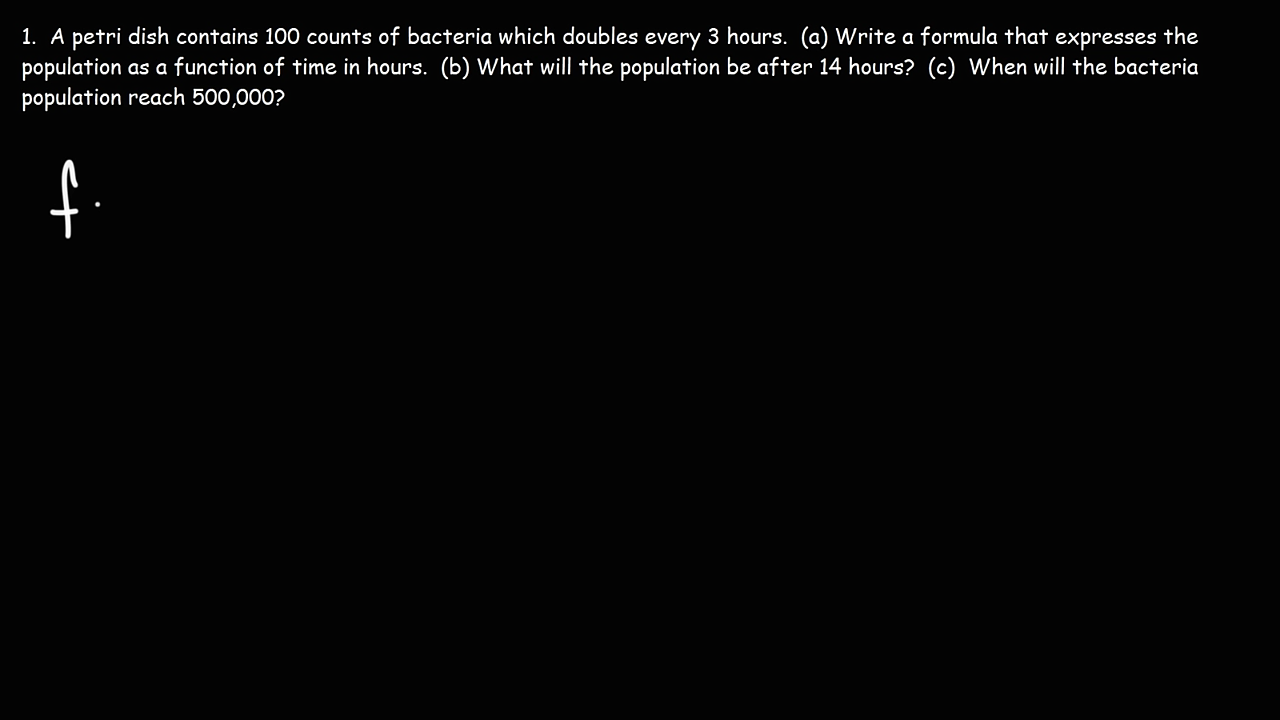 1. A petri dish contains 100 counts of bacteria which doubles every 3 hours. (a) Write a formula that expresses the
population as a function of time in hours. (b) What will the population be after 14 hours? (c) When will the bacteria
population reach 500,000?
f